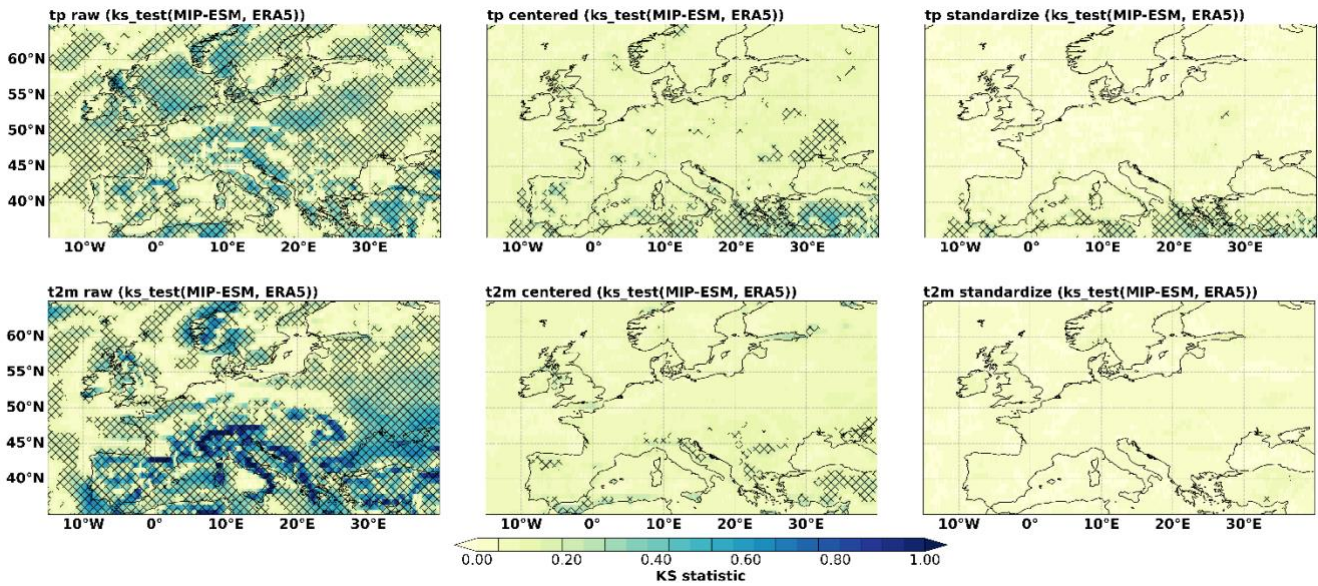 tp raw (ks_test(MIP-ESM, ERA5))
tp centered (ks_test(MIP-ESM, ERA5))
tp standardize (ks_test(MIP-ESM, ERA5))
60°N
55°N
50°N
45°N
40°N
10°W 0° 10°E 20°E 30°E
10°W 0° 10°E 20°E 30°E
10°W 0° 10°E 20°E 30°E
t2m raw (ks_test(MIP-ESM, ERA5))
t2m centered (ks_test(MIP-ESM, ERA5))
t2m standardize (ks_test(MIP-ESM, ERA5))
60°N
55°N
50°N
45°N
40°N
10°W 0° 10°E 20°E 30°E
10°W 0° 10°E 20°E 30°E
10°W 0° 10°E 20°E 30°E
0.00 0.20 0.40 0.60 0.80 1.00
KS statistic